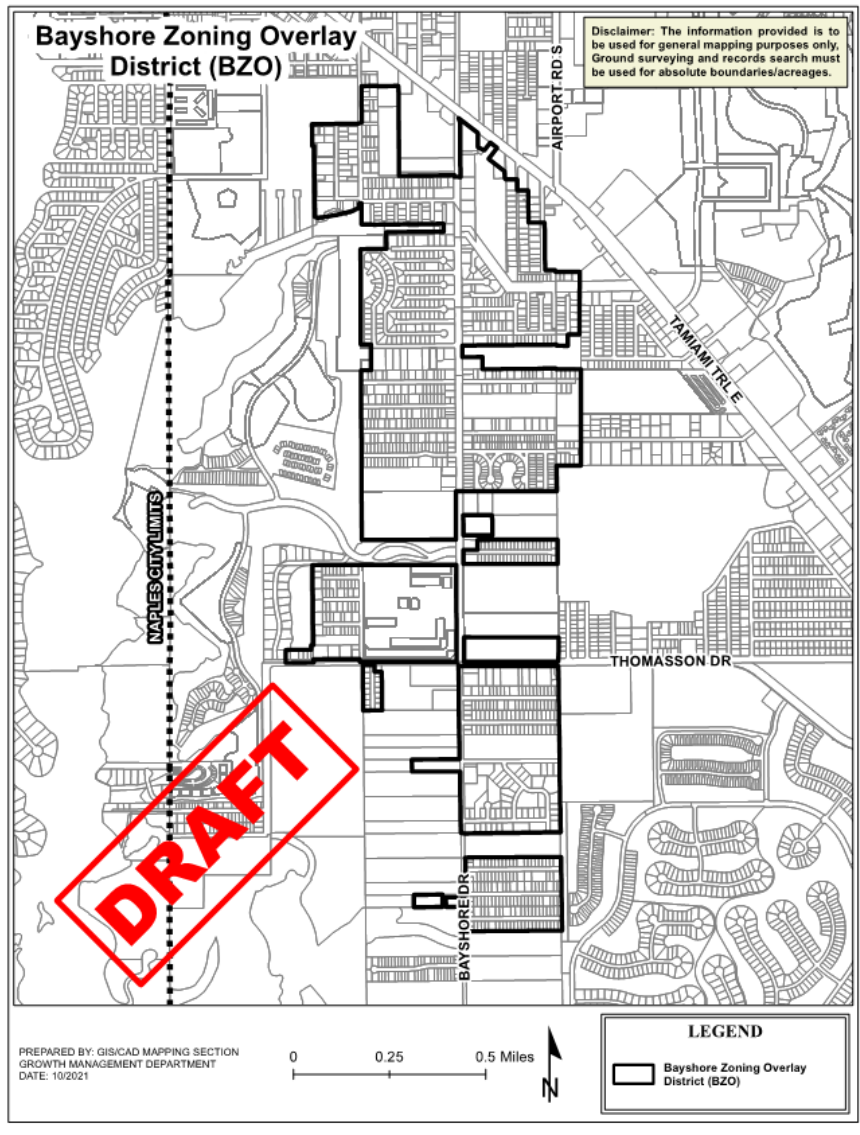 Bayshore Zoning Overlay
District (BZO)
Disclaimer: The information provided is to
be used for general mapping purposes only,
Ground surveying and records search must
be used for absolute boundaries/acreages.
AIRPORT RD S
TAMIAMI TRL E
NAPLES CITY LIMITS
THOMASSON DR
DRAFT
BAYSHORE DR
PREPARED BY: GIS/CAD MAPPING SECTION
GROWTH MANAGEMENT DEPARTMENT
DATE: 10/2021
0 0.25 0.5 Miles
N
LEGEND
Bayshore Zoning Overlay
District (BZO)